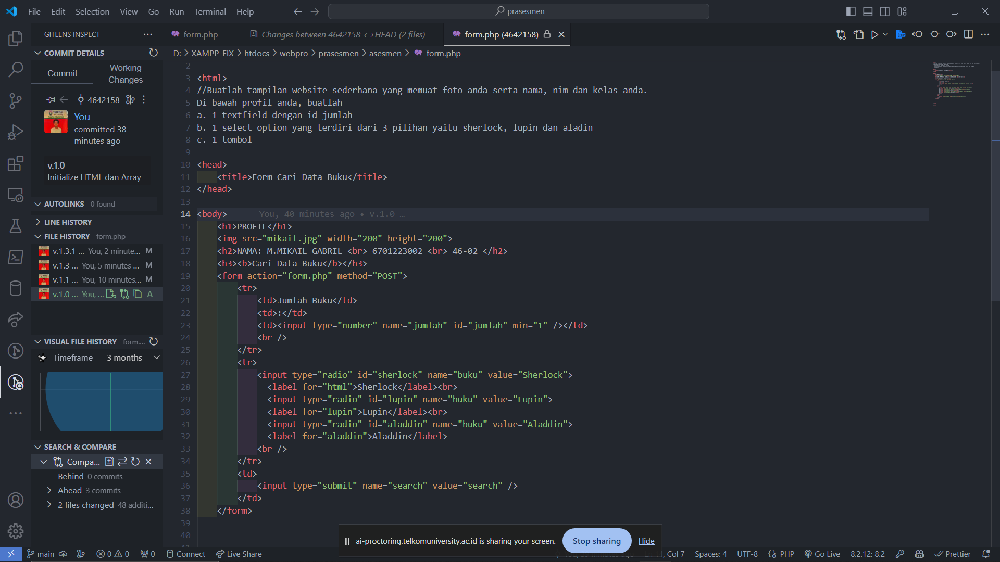 File Edit Selection View Go Run Terminal Help
prasesmen
GITLENS INSPECT
form.php
Changes between 4642158 ↔ HEAD (2 files)
form.php (4642158)
COMMIT DETAILS
D: > XAMPP_FIX > htdocs > webpro > prasesmen > asesmen > form.php
Commit
Working Changes
4642158
You
committed 38
minutes ago
v.1.0
Initialize HTML dan Array
AUTOLINKS 0 found
LINE HISTORY
FILE HISTORY form.php
v.1.3.1 ... You, 2 minute... M
v.1.3 ... You, 5 minutes ... M
v.1.1 ... You, 10 minutes... M
v.1.0 ... You, ... A
VISUAL FILE HISTORY form....
Timeframe 3 months
SEARCH & COMPARE
Compa...
Behind 0 commits
Ahead 3 commits
2 files changed 48 additi...
2
3 <html>
4 //Buatlah tampilan website sederhana yang memuat foto anda serta nama, nim dan kelas anda.
5 Di bawah profil anda, buatlah
6 a. 1 textfield dengan id jumlah
7 b. 1 select option yang terdiri dari 3 pilihan yaitu sherlock, lupin dan aladin
8 c. 1 tombol
9
10 <head>
11 <title>Form Cari Data Buku</title>
12 </head>
13
14 <body> You, 40 minutes ago • v.1.0 …
15 <h1>PROFIL</h1>
16 <img src="mikail.jpg" width="200" height="200">
17 <h2>NAMA: M.MIKAIL GABRIL <br> 6701223002 <br> 46-02 </h2>
18 <h3><b>Cari Data Buku</b></h3>
19 <form action="form.php" method="POST">
20 <tr>
21 <td>Jumlah Buku</td>
22 <td>:</td>
23 <td><input type="number" name="jumlah" id="jumlah" min="1" /></td>
24 <br />
25 </tr>
26 <tr>
27 <input type="radio" id="sherlock" name="buku" value="Sherlock">
28 <label for="html">Sherlock</label><br>
29 <input type="radio" id="lupin" name="buku" value="Lupin">
30 <label for="lupin">Lupin</label><br>
31 <input type="radio" id="aladdin" name="buku" value="Aladdin">
32 <label for="aladdin">Aladdin</label>
33 <br />
34 </tr>
35 <td>
36 <input type="submit" name="search" value="search" />
37 </td>
38 </form>
39
40
ai-proctoring.telkomuniversity.ac.id is sharing your screen. Stop sharing Hide
main 0 0 0 Connect Live Share
Col 7 Spaces: 4 UTF-8 PHP Go Live 8.2.12: 8.2 Prettier